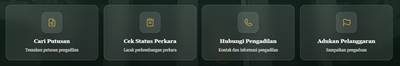 Cari Putusan
Temukan putusan pengadilan
Cek Status Perkara
Lacak perkembangan perkara
Hubungi Pengadilan
Kontak dan informasi pengadilan
Adukan Pelanggaran
Sampaikan pengaduan